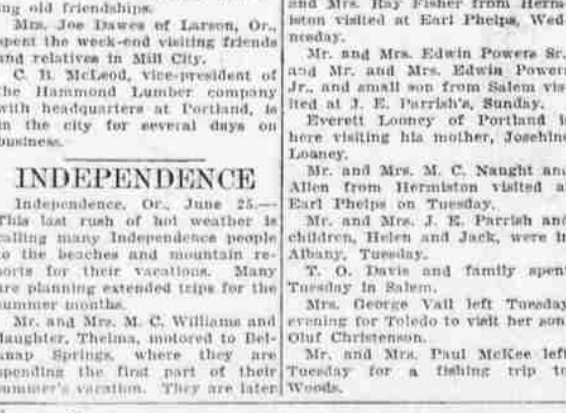 ng old friendships.
Mrs. Joe Dawes of Larson, Or.,
spent the week-end visiting friends
and relatives in Mill City.
C. B. McLeod, vice-president of
the Hammond Lumber company
with headquarters at Portland, is
in the city for several days on
business.
INDEPENDENCE
Independence, Or., June 25.—
This last rush of hot weather is
calling many Independence people
to the beaches and mountain re-
sorts for their vacations. Many
are planning extended trips for the
summer months.
Mr. and Mrs. M. C. Williams and
daughter, Thelma, motored to Bel-
knap Springs, where they are
spending the first part of their
summer's vacation. They are later
and Mrs. Ray Fisher from Herm-
iston visited at Earl Phelps, Wed-
nesday.
Mr. and Mrs. Edwin Powers Sr.
and Mr. and Mrs. Edwin Powers
Jr., and small son from Salem vis-
ited at J. E. Parrish's, Sunday.
Everett Looney of Portland is
here visiting his mother, Josephine
Loaney.
Mr. and Mrs. M. C. Naught and
Allen from Hermiston visited at
Earl Phelps on Tuesday.
Mr. and Mrs. J. E. Parrish and
children, Helen and Jack, were in
Albany, Tuesday.
T. O. Davis and family spent
Tuesday in Salem.
Mrs. George Vail left Tuesday
evening for Toledo to visit her son,
Oluf Christenson.
Mr. and Mrs. Paul McKee left
Tuesday for a fishing trip to
Woods.